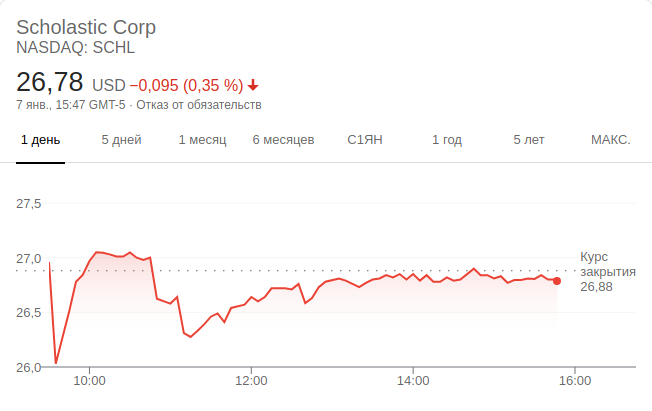 Scholastic Corp
NASDAQ: SCHL
26,78 USD −0,095 (0,35 %)
7 янв., 15:47 GMT-5 · Отказ от обязательств
1 день 5 дней 1 месяц 6 месяцев С1ЯН 1 год 5 лет МАКС.
27,5
27,0
26,5
26,0
Курс
закрытия
26,88
10:00 12:00 14:00 16:00